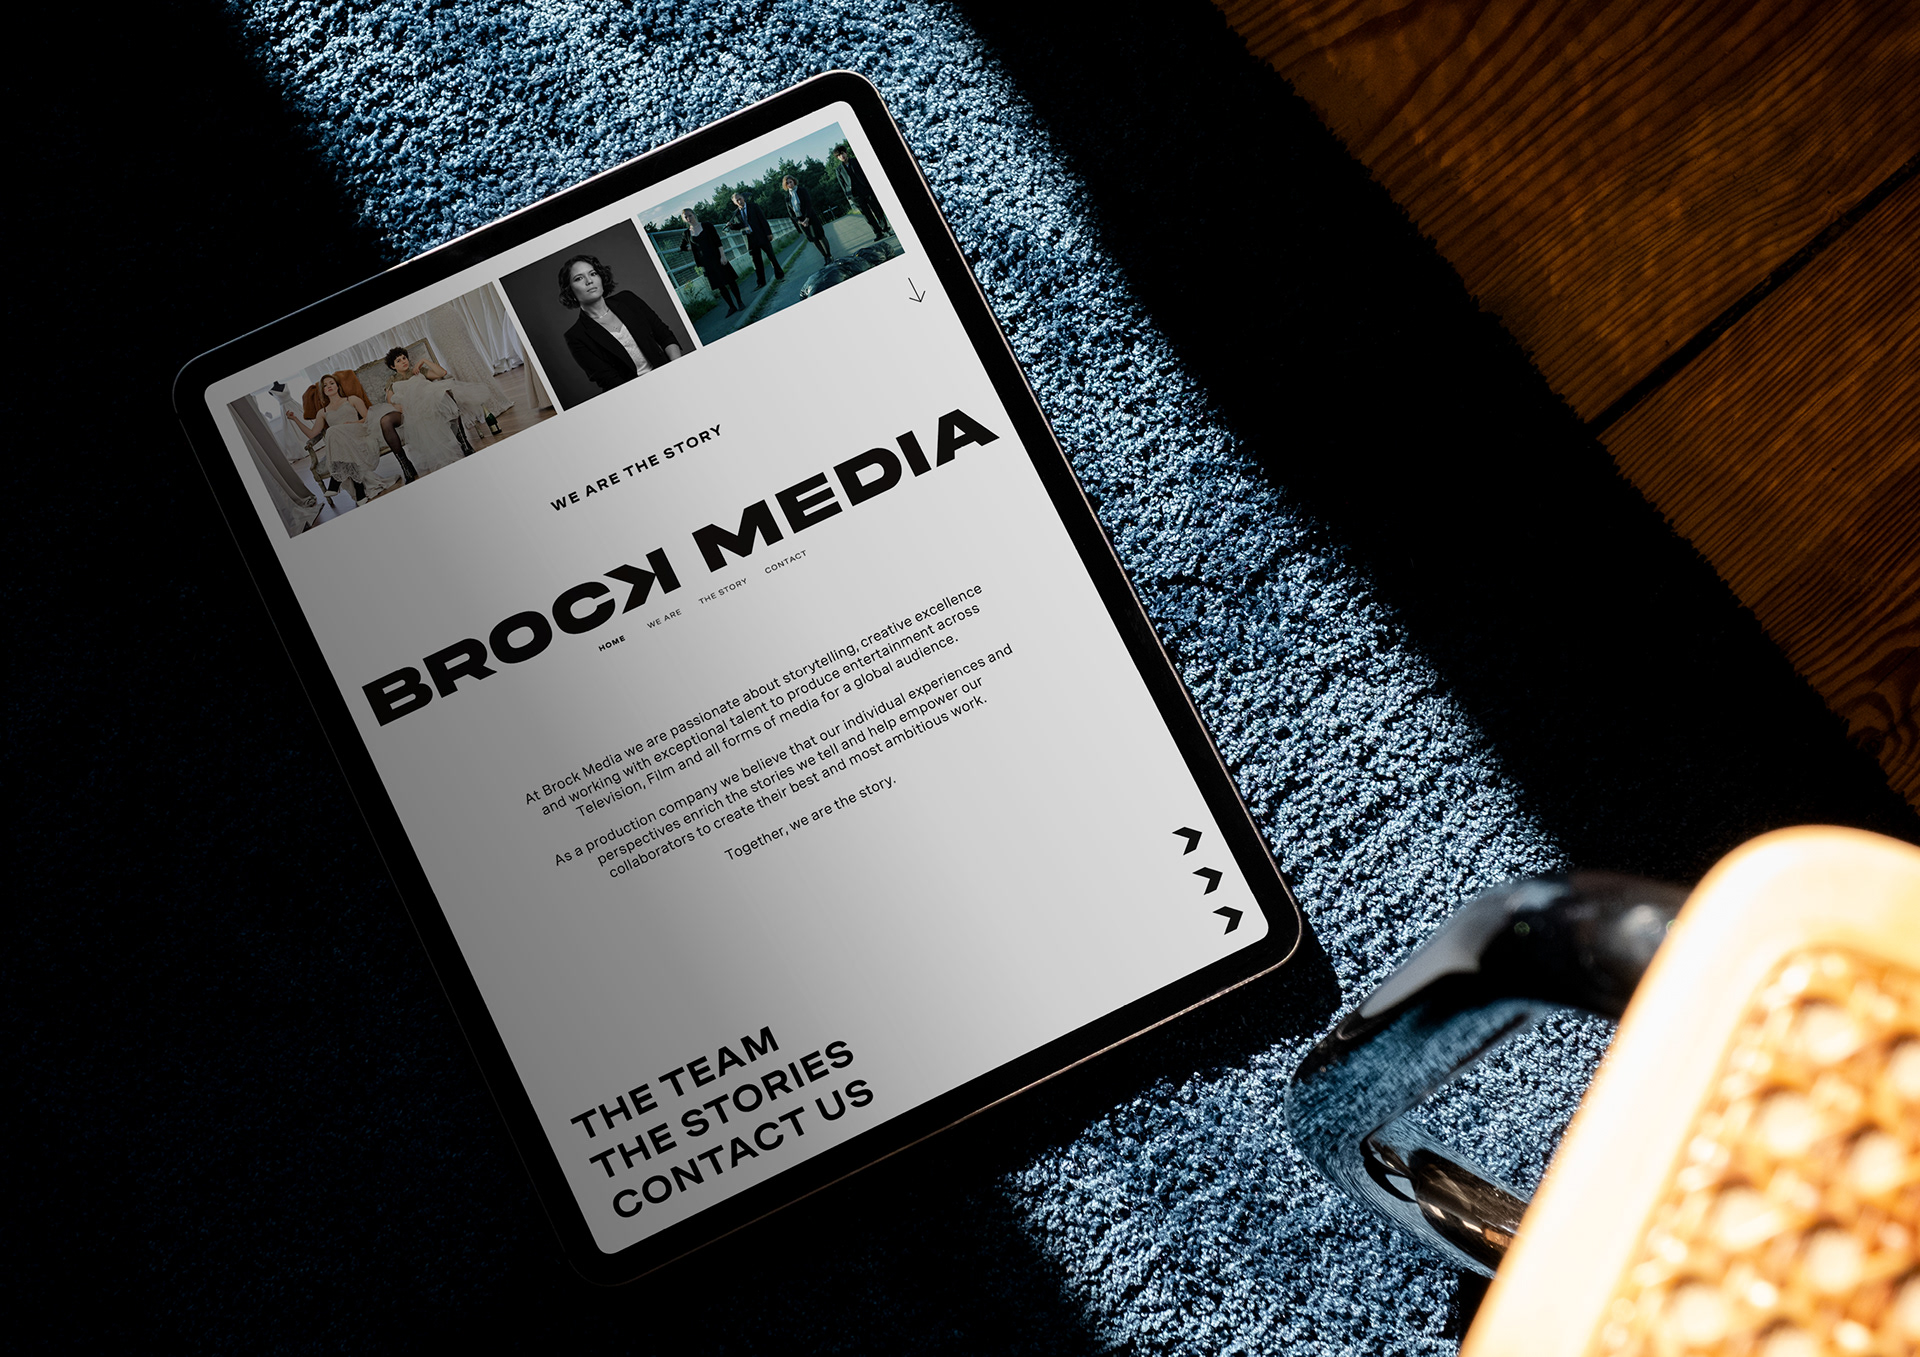 WE ARE THE STORY
BROCK MEDIA
HOME WE ARE THE STORY CONTACT
At Brock Media we are passionate about storytelling, creative excellence
and working with exceptional talent to produce entertainment across
Television, Film and all forms of media for a global audience.
As a production company we believe that our individual experiences and
perspectives enrich the stories we tell and help empower our
collaborators to create their best and most ambitious work.
Together, we are the story.
THE TEAM
THE STORIES
CONTACT US